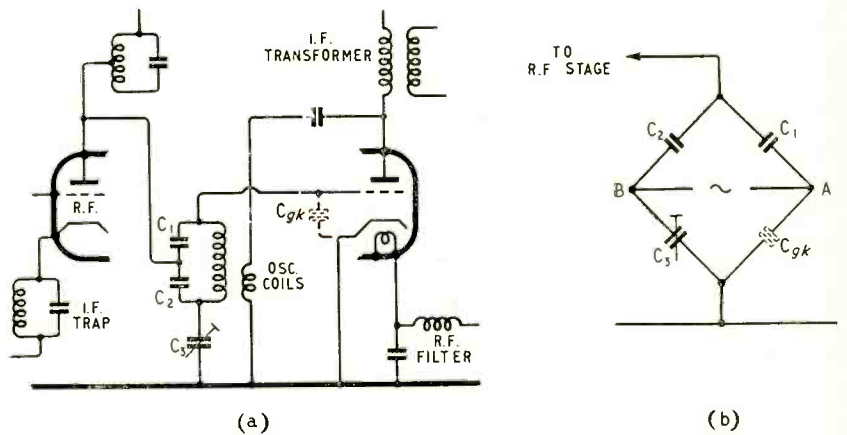 I.F.
TRANSFORMER
R.F.
C1
C2
Cgk
OSC.
COILS
I.F.
TRAP
C3
R.F.
FILTER
(a)
TO
R.F STAGE
C2
C1
B
~
A
C3
Cgk
(b)